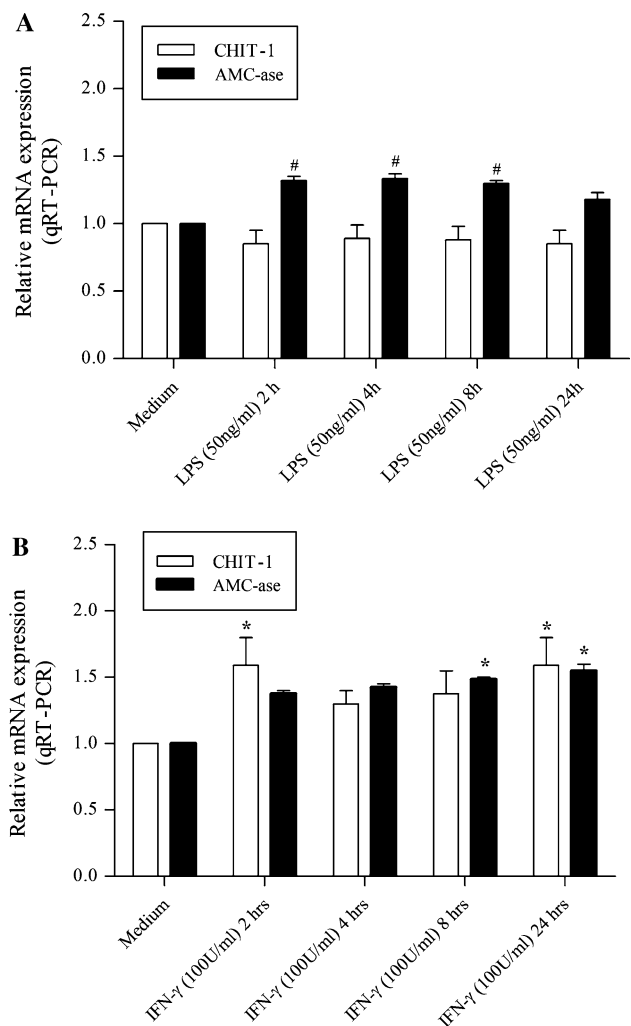 A
Relative mRNA expression
(qRT-PCR)
2.5
2.0
1.5
1.0
0.5
0.0
CHIT-1
AMC-ase
# # #
Medium
LPS (50ng/ml) 2 h
LPS (50ng/ml) 4h
LPS (50ng/ml) 8h
LPS (50ng/ml) 24h
B
Relative mRNA expression
(qRT-PCR)
2.5
2.0
1.5
1.0
0.5
0.0
CHIT-1
AMC-ase
* * * *
Medium
IFN-γ (100U/ml) 2 hrs
IFN-γ (100U/ml) 4 hrs
IFN-γ (100U/ml) 8 hrs
IFN-γ (100U/ml) 24 hrs